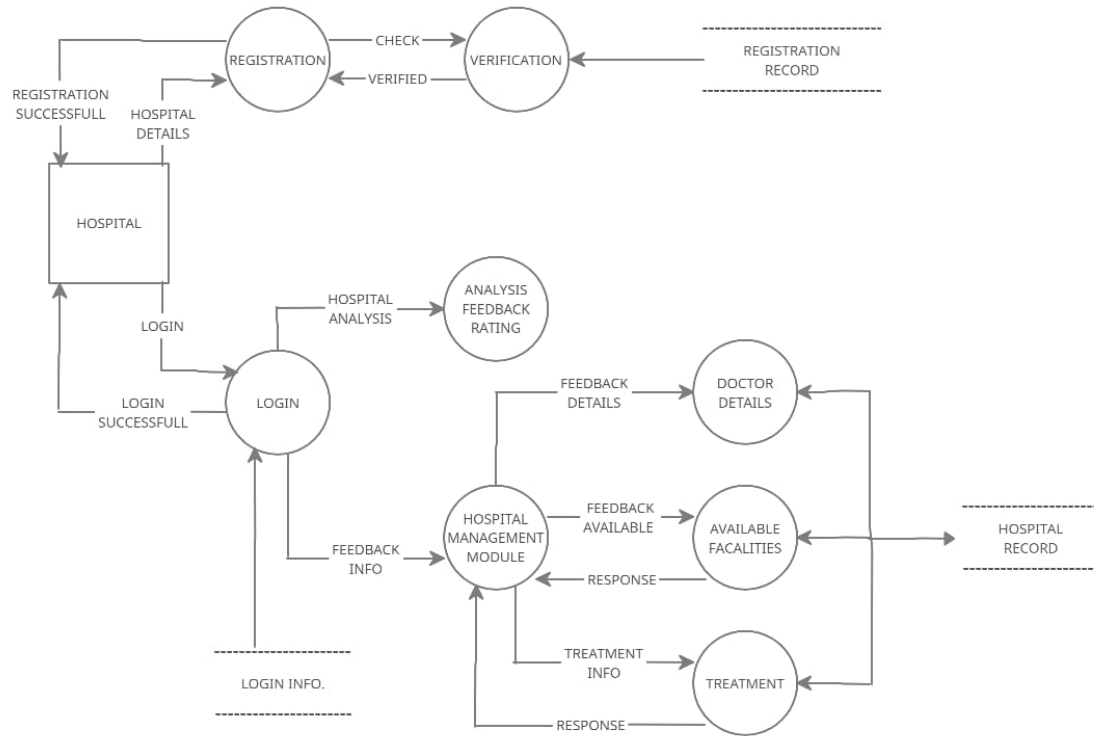 REGISTRATION
CHECK
VERIFICATION
VERIFIED
REGISTRATION
RECORD
REGISTRATION
SUCCESSFULL
HOSPITAL
DETAILS
HOSPITAL
LOGIN
HOSPITAL
ANALYSIS
ANALYSIS
FEEDBACK
RATING
LOGIN
LOGIN
SUCCESSFULL
FEEDBACK
DETAILS
DOCTOR
DETAILS
FEEDBACK
INFO
HOSPITAL
MANAGEMENT
MODULE
FEEDBACK
AVAILABLE
AVAILABLE
FACALITIES
RESPONSE
HOSPITAL
RECORD
LOGIN INFO.
TREATMENT
INFO
TREATMENT
RESPONSE